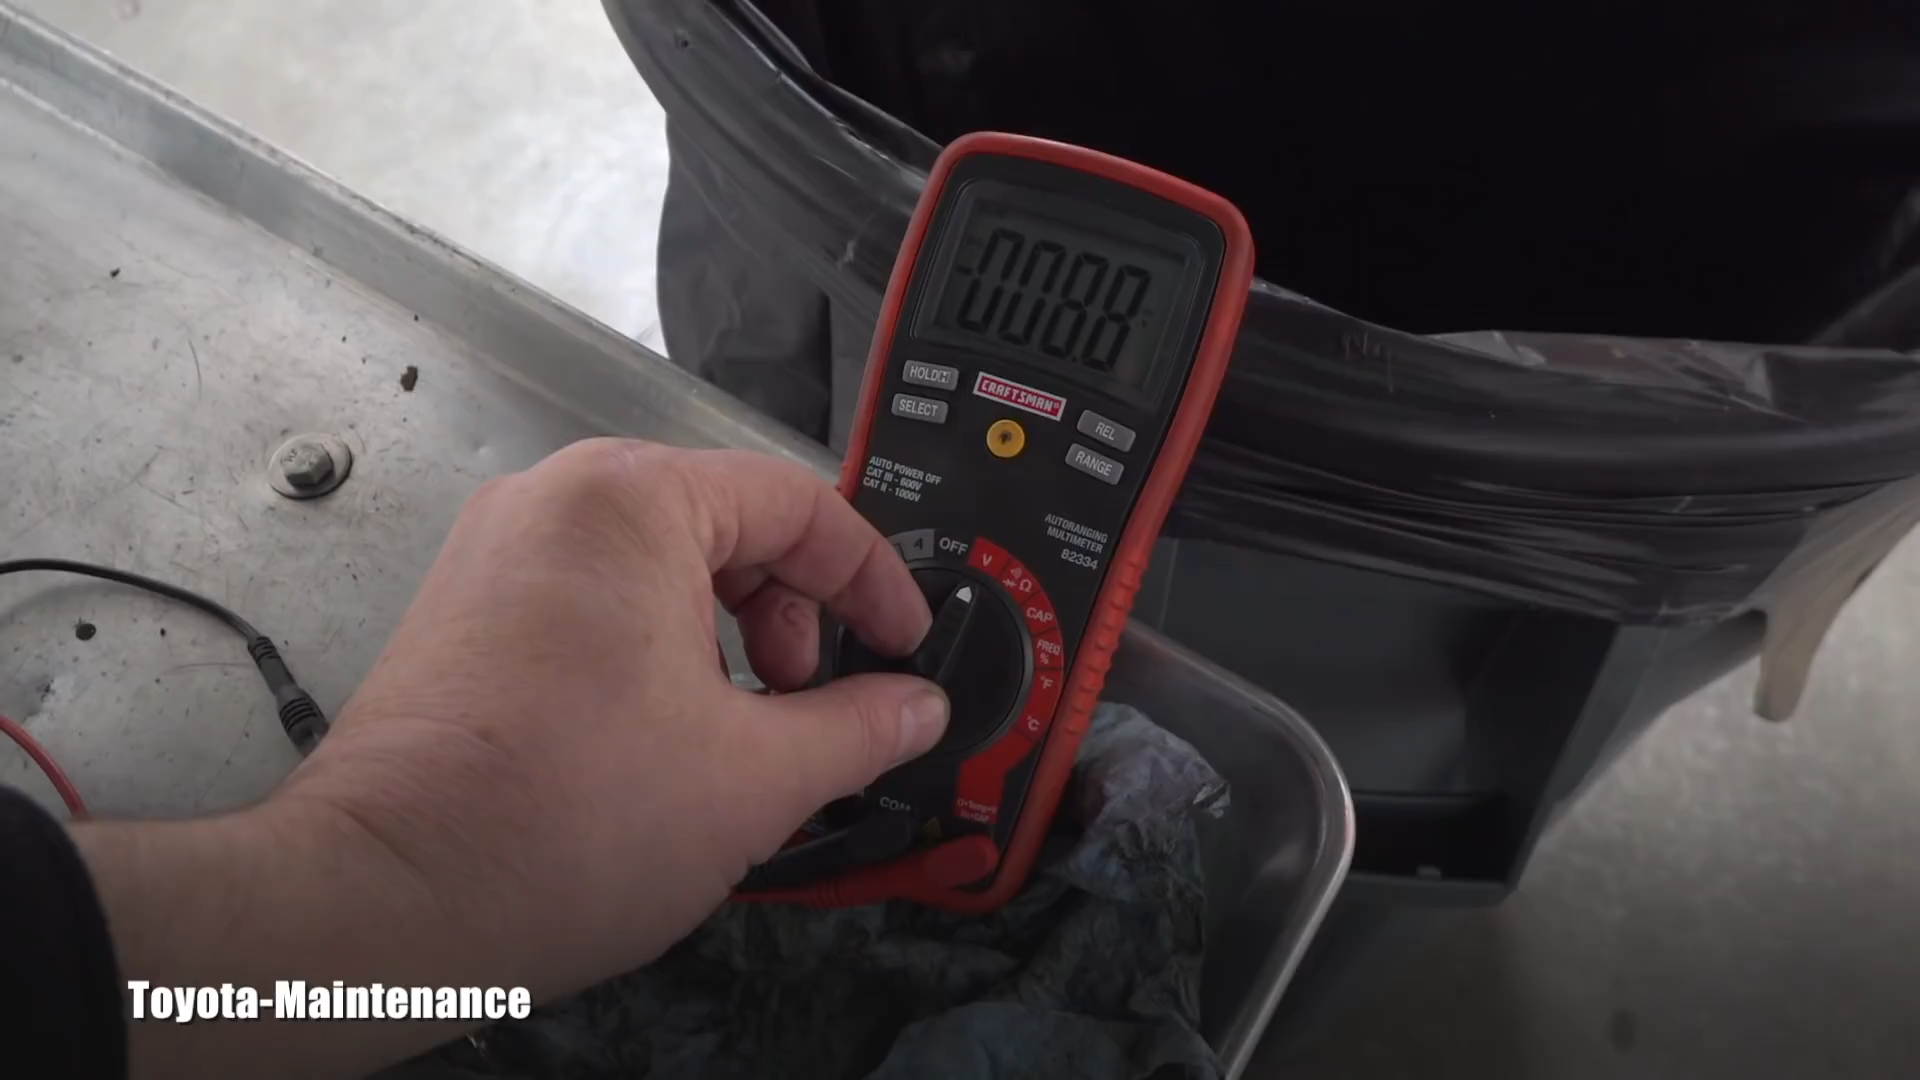 HOLD
CRAFTSMAN
SELECT
REL
RANGE
AUTO POWER OFF
CAT III - 600V
CAT II - 1000V
AUTORANGING
MULTIMETER
82334
A OFF V
Ω
CAP
FREQ
%
°F
°C
COM
Toyota-Maintenance